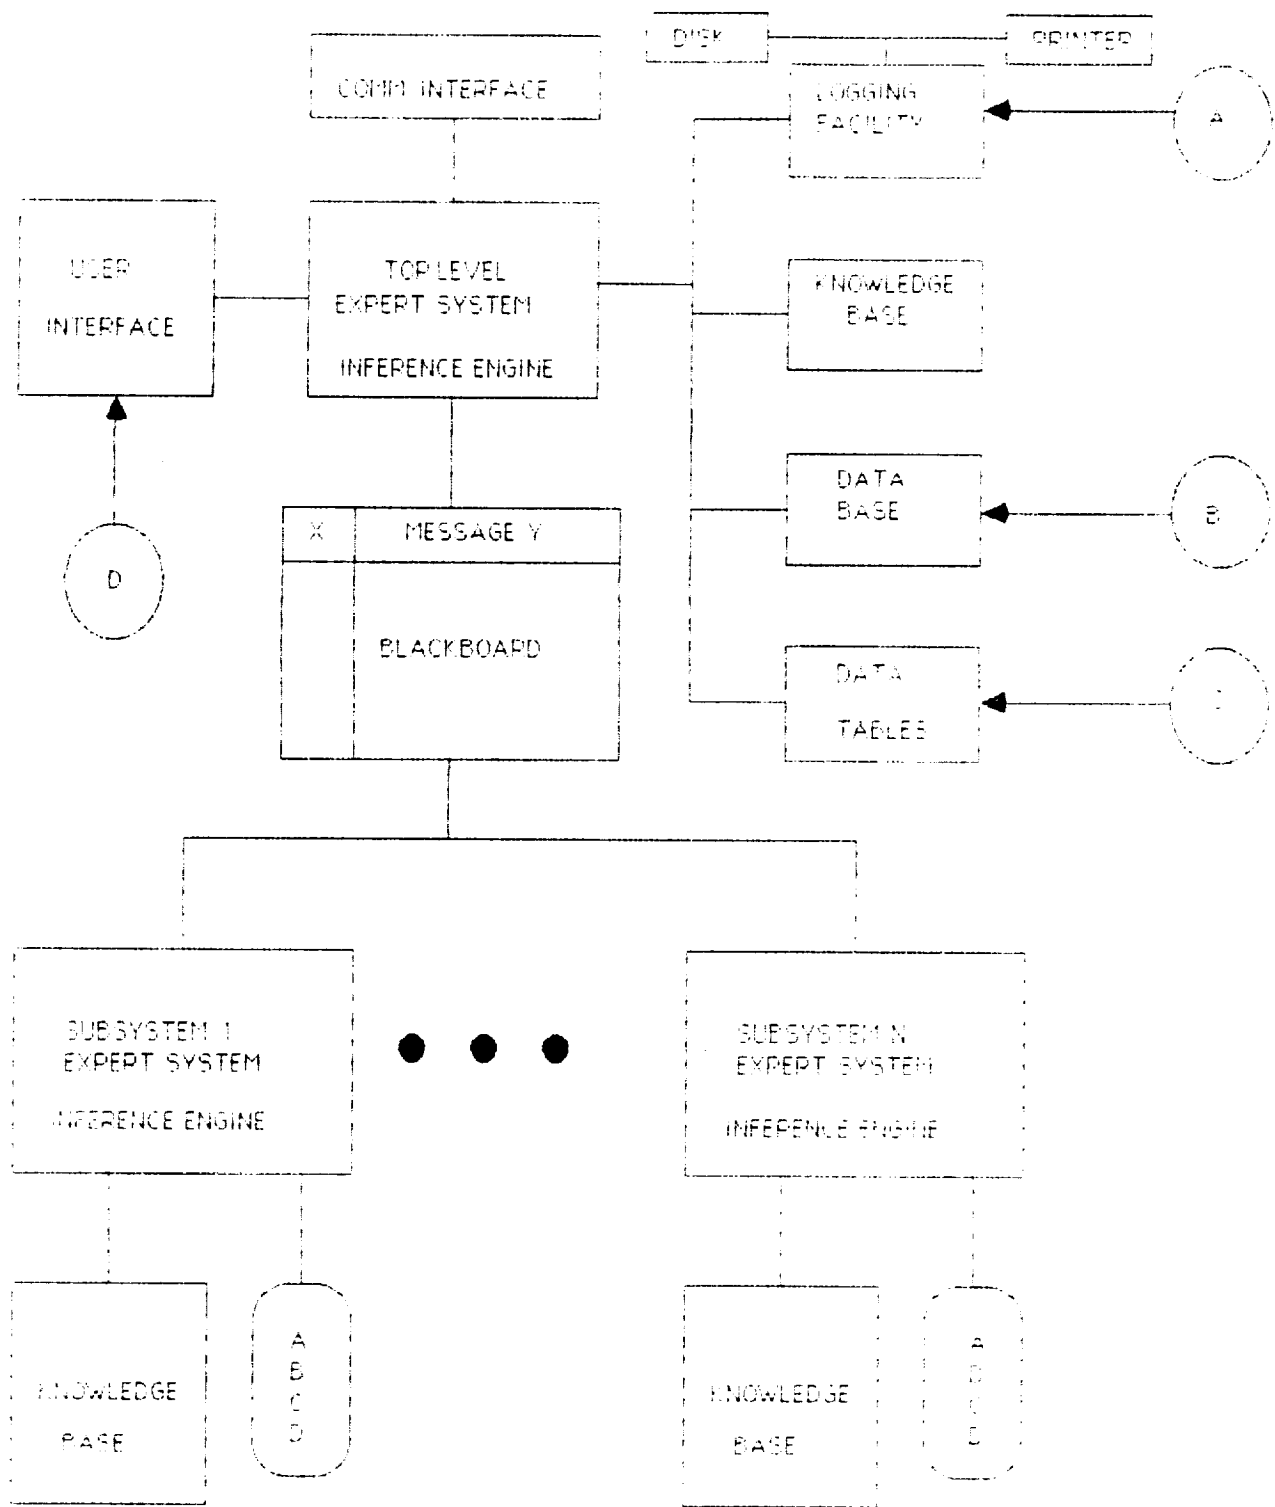 DISK
PRINTER
COMM INTERFACE
LOGGING
FACILITY
A
USER
INTERFACE
TOP LEVEL
EXPERT SYSTEM
INFERENCE ENGINE
KNOWLEDGE
BASE
DATA
BASE
B
X
MESSAGE Y
D
BLACKBOARD
DATA
TABLES
SUBSYSTEM 1
EXPERT SYSTEM
INFERENCE ENGINE
SUBSYSTEM N
EXPERT SYSTEM
INFERENCE ENGINE
KNOWLEDGE
BASE
A
B
C
D
KNOWLEDGE
BASE
A
B
C
D